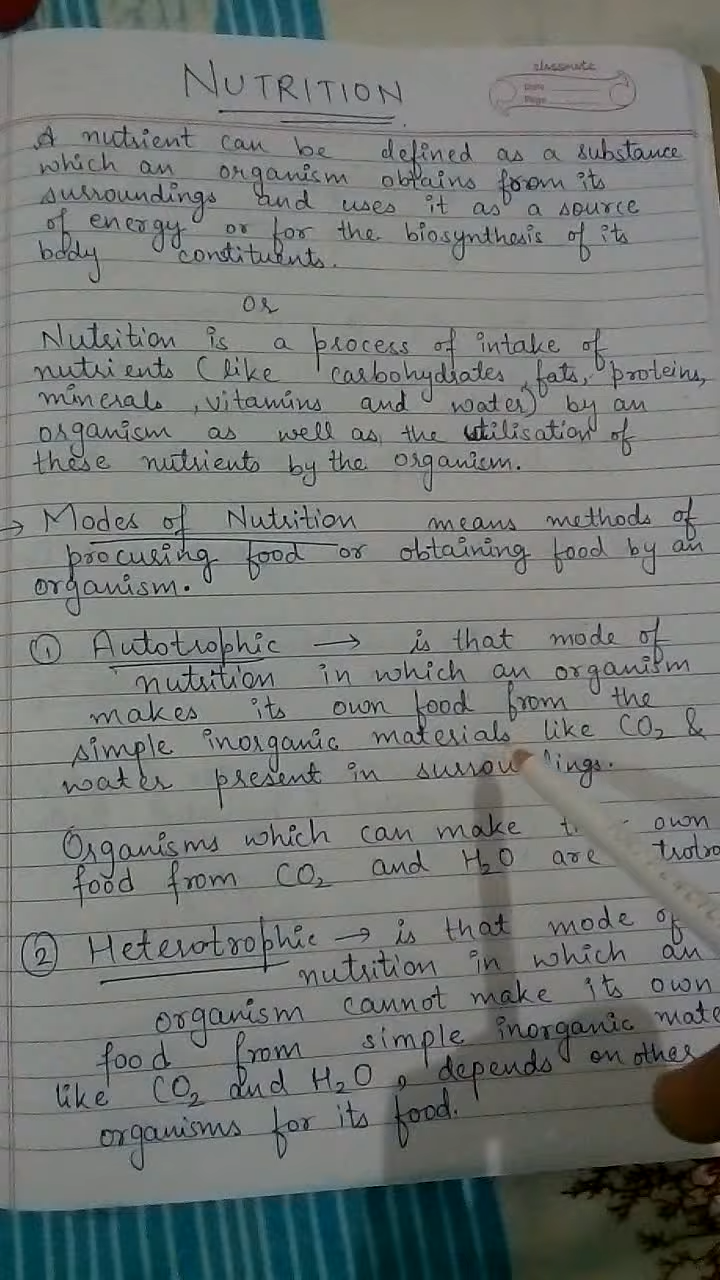 NUTRITION
classmate
Date
Page
A nutrient can be defined as a substance
which an organism obtains from its
surroundings and uses it as a source
of energy or for the biosynthesis of its
body constituents.
or
Nutrition is a process of intake of
nutrients (like carbohydrates, fats, proteins,
minerals, vitamins and water) by an
organism as well as the utilisation of
these nutrients by the organism.
→ Modes of Nutrition means methods of
procuring food or obtaining food by an
organism.
① Autotrophic → is that mode of
nutrition in which an organism
makes its own food from the
simple inorganic materials like CO₂ &
water present in surroundings.
Organisms which can make own
food from CO₂ and H₂O are
② Heterotrophic → is that mode of
nutrition in which an
organism cannot make its own
food from simple inorganic mate
like CO₂ and H₂O, depends on other
organisms for its food.